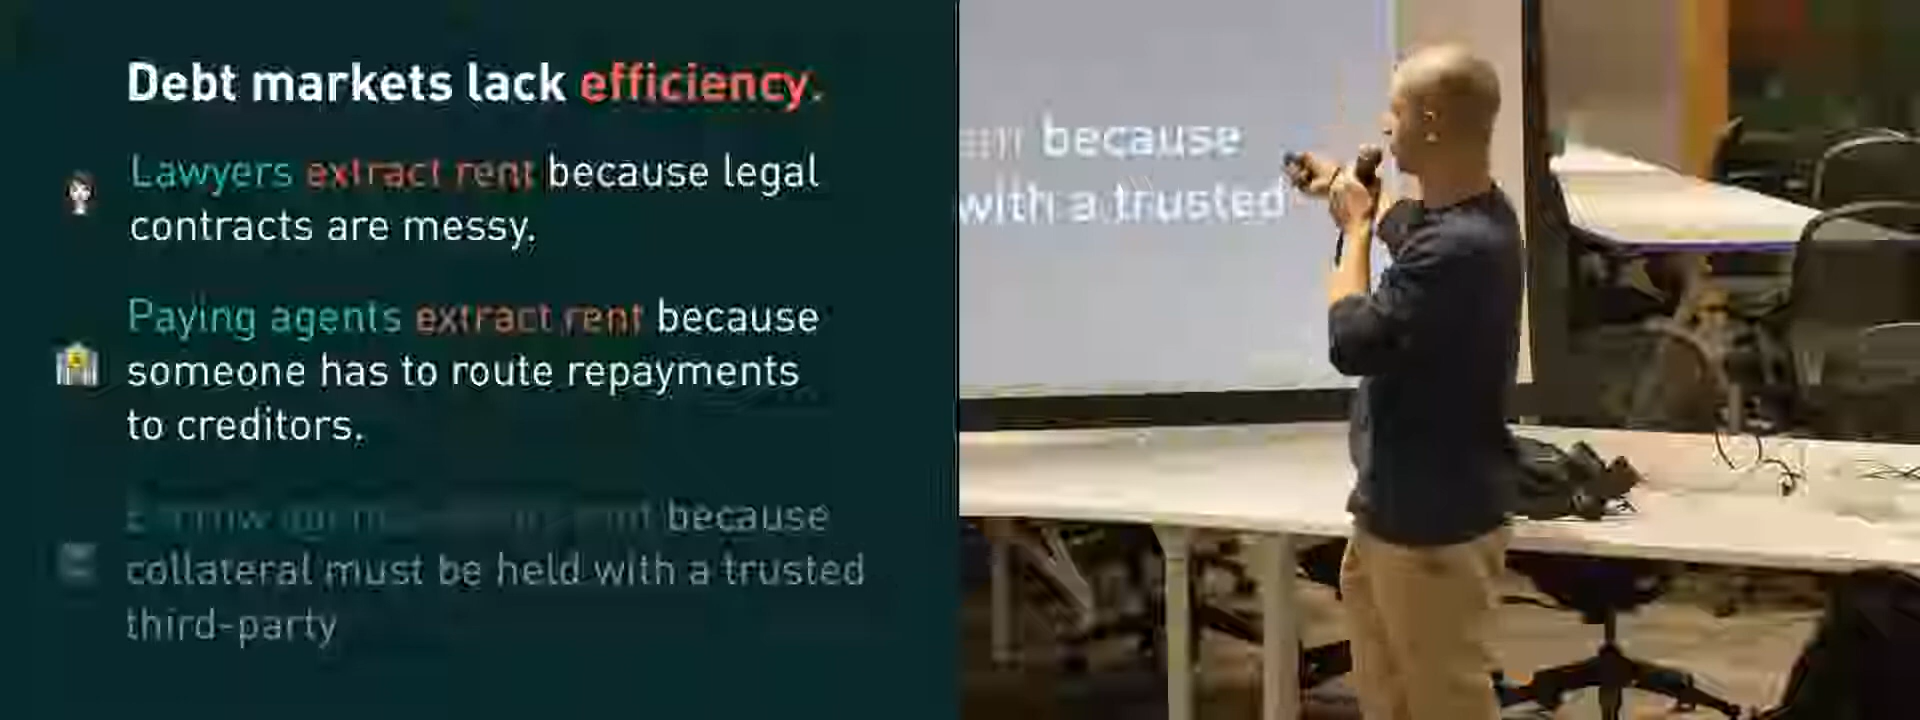 Debt markets lack efficiency.
Lawyers extract rent because legal
contracts are messy.
Paying agents extract rent because
someone has to route repayments
to creditors.
rent because
collateral must be held with a trusted
third-party
because
with a trusted